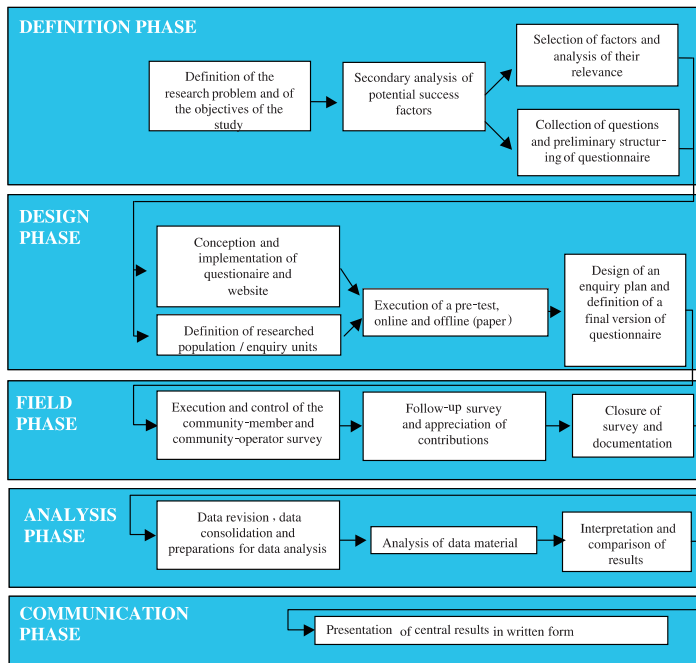 DEFINITION PHASE
Definition of the
research problem and of
the objectives of the
study
Secondary analysis of
potential success
factors
Selection of factors and
analysis of their
relevance
Collection of questions
and preliminary structur-
ing of questionnaire
DESIGN
PHASE
Conception and
implementation of
questionaire and
website
Definition of researched
population / enquiry units
Execution of a pre-test,
online and offline (paper)
Design of an
enquiry plan and
definition of a
final version of
questionnaire
FIELD
PHASE
Execution and control of the
community-member and
community-operator survey
Follow-up survey
and appreciation of
contributions
Closure of
survey and
documentation
ANALYSIS
PHASE
Data revision, data
consolidation and
preparations for data analysis
Analysis of data material
Interpretation and
comparison of
results
COMMUNICATION
PHASE
Presentation of central results in written form